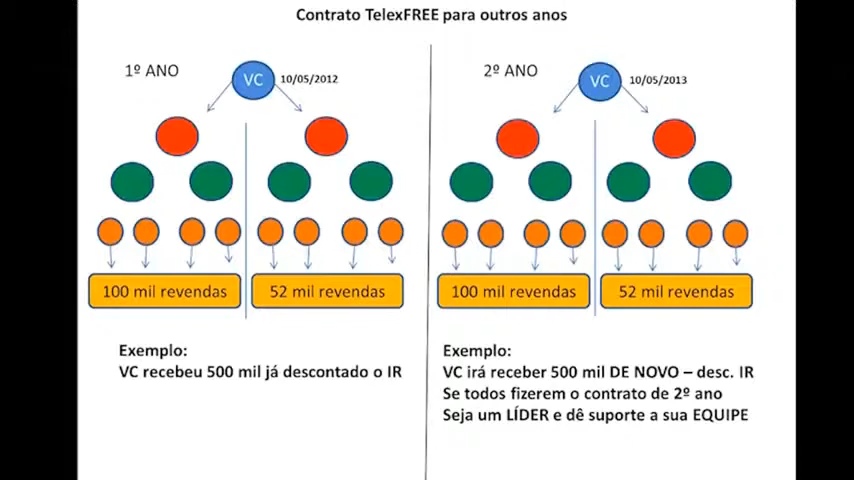 Contrato TelexFREE para outros anos
1º ANO
VC
10/05/2012
100 mil revendas
52 mil revendas
Exemplo:
VC recebeu 500 mil já descontado o IR
2º ANO
VC
10/05/2013
100 mil revendas
52 mil revendas
Exemplo:
VC irá receber 500 mil DE NOVO – desc. IR
Se todos fizerem o contrato de 2º ano
Seja um LÍDER e dê suporte a sua EQUIPE